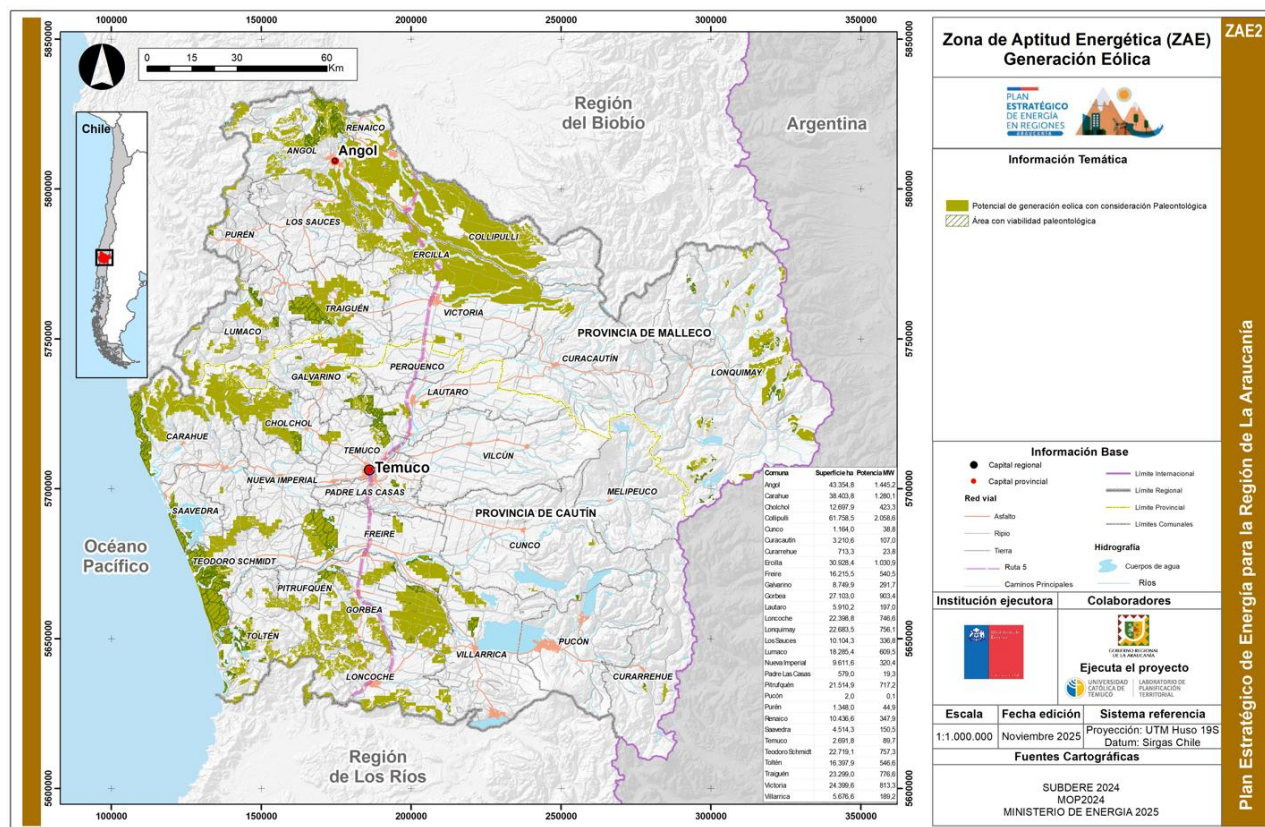 ZAE2
Zona de Aptitud Energética (ZAE)
Generación Eólica
PLAN
ESTRATÉGICO
DE ENERGÍA
EN REGIONES
ARAUCANÍA
Información Temática
Potencial de generación eolica con consideración Paleontológica
Área con viabilidad paleontológica
Información Base
Capital regional
Capital provincial
Red vial
Asfalto
Ripio
Tierra
Ruta 5
Caminos Principales
Límite Internacional
Límite Regional
Límite Provincial
Límites Comunales
Hidrografía
Cuerpos de agua
Ríos
Institución ejecutora
Colaboradores
GOBIERNO REGIONAL
DE LA ARAUCANÍA
Ejecuta el proyecto
UNIVERSIDAD
CATÓLICA DE
TEMUCO
LABORATORIO DE
PLANIFICACIÓN
TERRITORIAL
Escala Fecha edición Sistema referencia
1:1.000.000 Noviembre 2025 Proyección: UTM Huso 19S
Datum: Sirgas Chile
Fuentes Cartográficas
SUBDERE 2024
MOP2024
MINISTERIO DE ENERGIA 2025
Plan Estratégico de Energía para la Región de La Araucanía
100000 150000 200000 250000 300000 350000
5850000
5800000
5750000
5700000
5650000
5600000
0 15 30 60
Km
Chile
Región
del Biobío
Argentina
RENAICO
ANGOL
Angol
LOS SAUCES
PURÉN
COLLIPULLI
ERCILLA
TRAIGUÉN
VICTORIA
LUMACO
PROVINCIA DE MALLECO
CURACAUTÍN
PERQUENCO
LONQUIMAY
GALVARINO
LAUTARO
CHOLCHOL
CARAHUE
TEMUCO
Temuco
VILCÚN
NUEVA IMPERIAL
PADRE LAS CASAS
MELIPEUCO
SAAVEDRA
PROVINCIA DE CAUTÍN
FREIRE
CUNCO
Océano
Pacífico
TEODORO SCHMIDT
PITRUFQUÉN
GORBEA
TOLTÉN
PUCÓN
VILLARRICA
LONCOCHE
CURARREHUE
Región
de Los Ríos
Comuna Superficie ha Potencia MW
Angol 43.354,8 1.445,2
Carahue 38.403,8 1.280,1
Cholchol 12.697,9 423,3
Collipulli 61.758,5 2.058,6
Cunco 1.164,0 38,8
Curacautín 3.210,6 107,0
Curarrehue 713,3 23,8
Ercilla 30.928,4 1.030,9
Freire 16.215,5 540,5
Galvarino 8.749,9 291,7
Gorbea 27.103,0 903,4
Lautaro 5.910,2 197,0
Loncoche 22.398,8 746,6
Lonquimay 22.683,5 756,1
Los Sauces 10.104,3 336,8
Lumaco 18.285,4 609,5
Nueva Imperial 9.611,6 320,4
Padre Las Casas 579,0 19,3
Pitrufquén 21.514,9 717,2
Pucón 2,0 0,1
Purén 1.348,0 44,9
Renaico 10.436,6 347,9
Saavedra 4.514,3 150,5
Temuco 2.691,8 89,7
Teodoro Schmidt 22.719,1 757,3
Toltén 16.397,9 546,6
Traiguén 23.299,0 776,6
Victoria 24.399,6 813,3
Villarrica 5.676,6 189,2
100000 150000 200000 250000 300000 350000
5850000
5800000
5750000
5700000
5650000
5600000